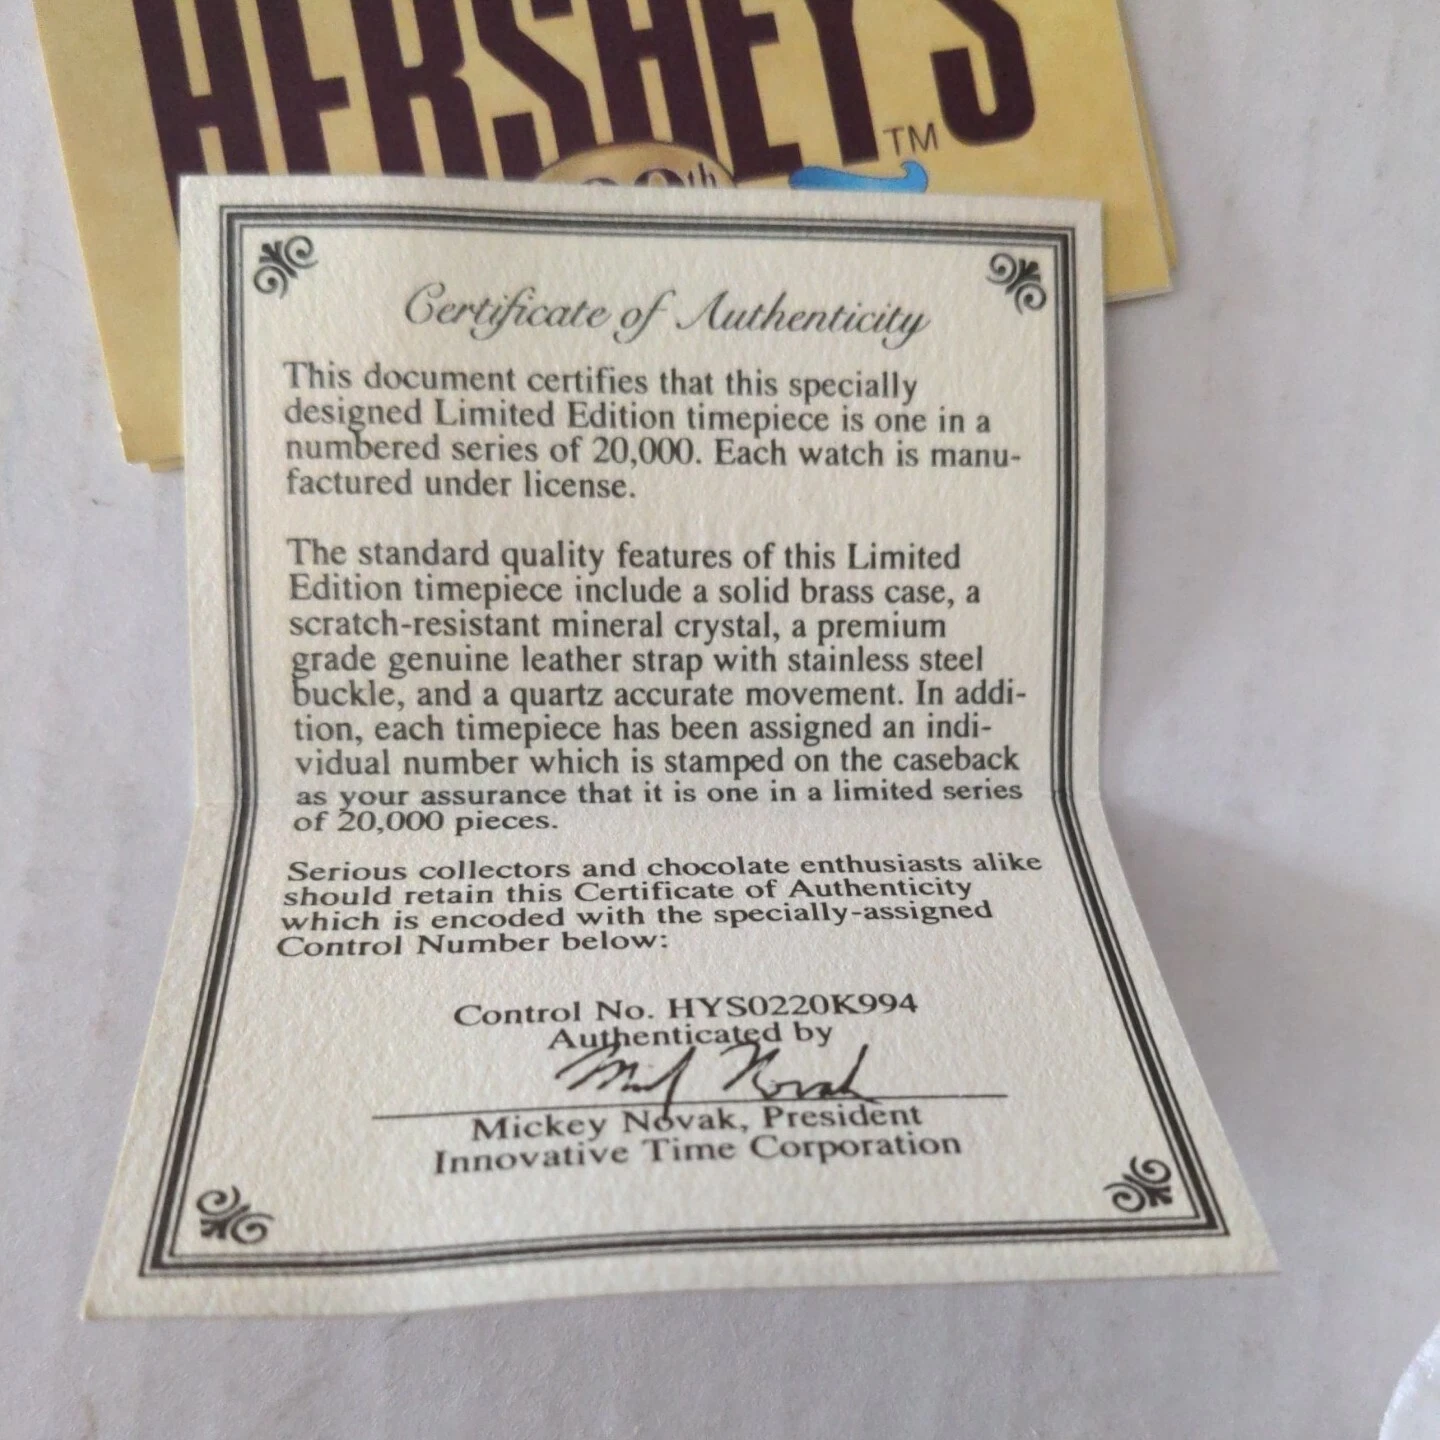 HERSHEY'S
TM
th
Certificate of Authenticity
This document certifies that this specially
designed Limited Edition timepiece is one in a
numbered series of 20,000. Each watch is manu-
factured under license.
The standard quality features of this Limited
Edition timepiece include a solid brass case, a
scratch-resistant mineral crystal, a premium
grade genuine leather strap with stainless steel
buckle, and a quartz accurate movement. In addi-
tion, each timepiece has been assigned an indi-
vidual number which is stamped on the caseback
as your assurance that it is one in a limited series
of 20,000 pieces.
Serious collectors and chocolate enthusiasts alike
should retain this Certificate of Authenticity
which is encoded with the specially-assigned
Control Number below:
Control No. HYS0220K994
Authenticated by
Mickey Novak, President
Innovative Time Corporation